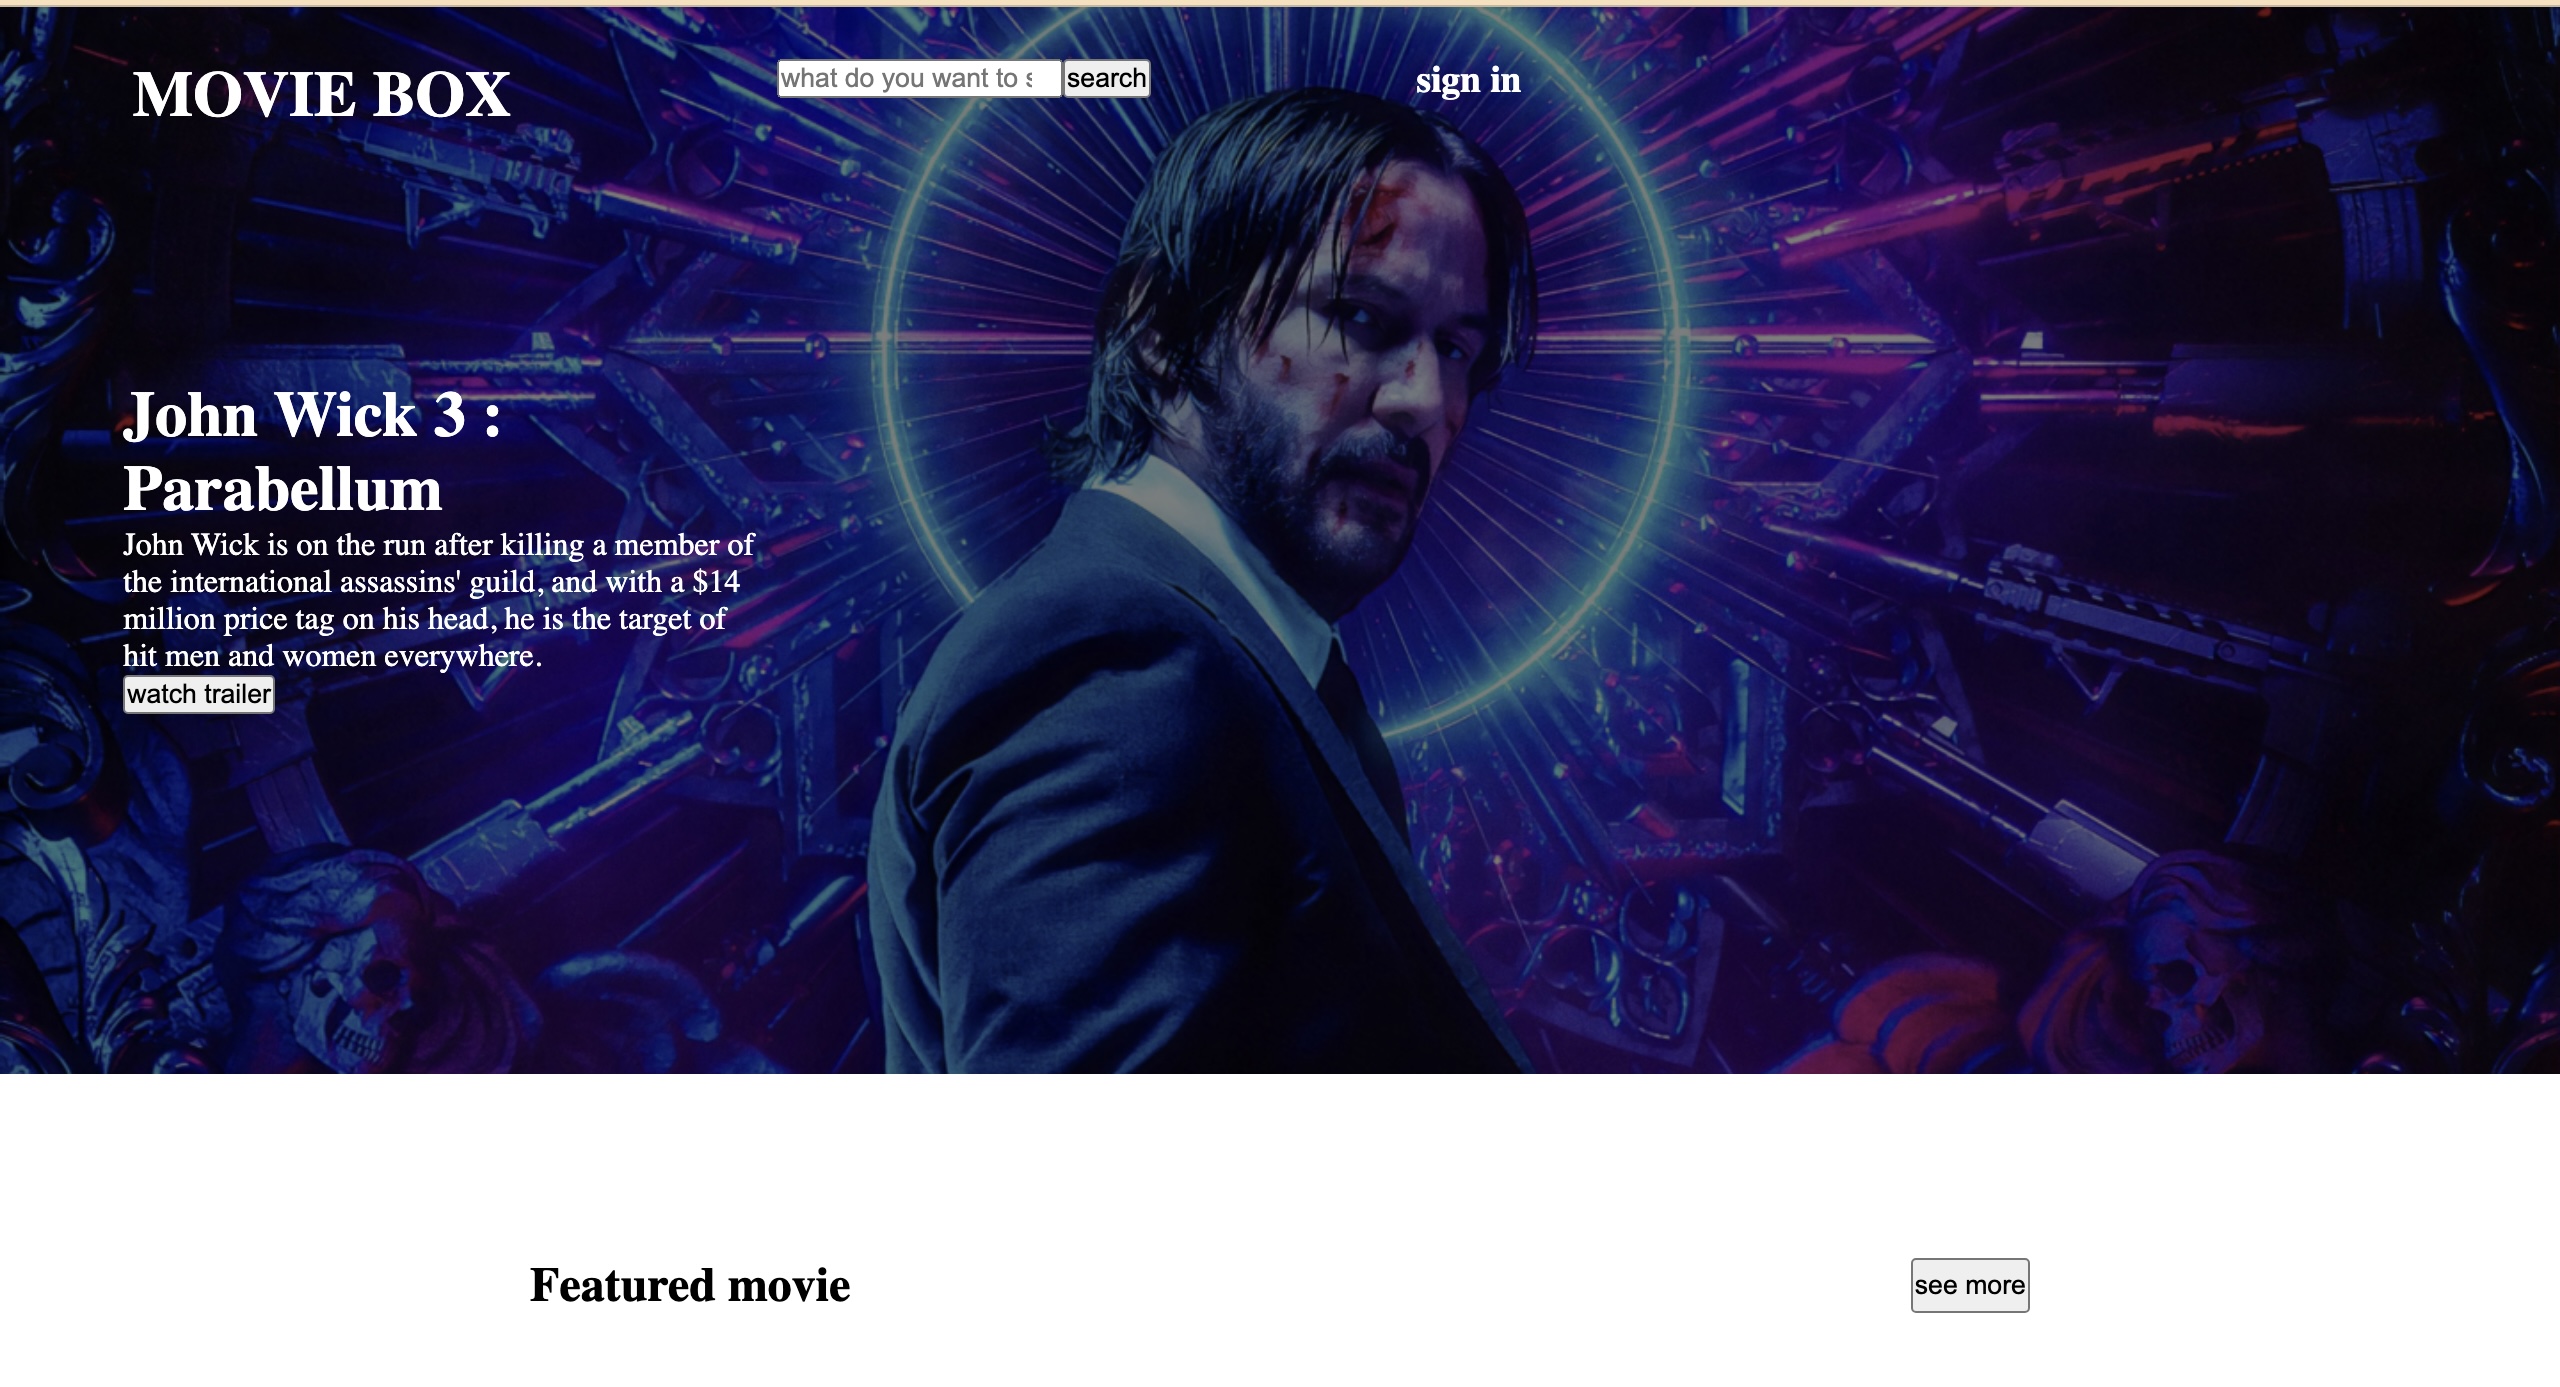 MOVIE BOX
what do you want to s
search
sign in
John Wick 3 :
Parabellum
John Wick is on the run after killing a member of
the international assassins' guild, and with a $14
million price tag on his head, he is the target of
hit men and women everywhere.
watch trailer
Featured movie
see more